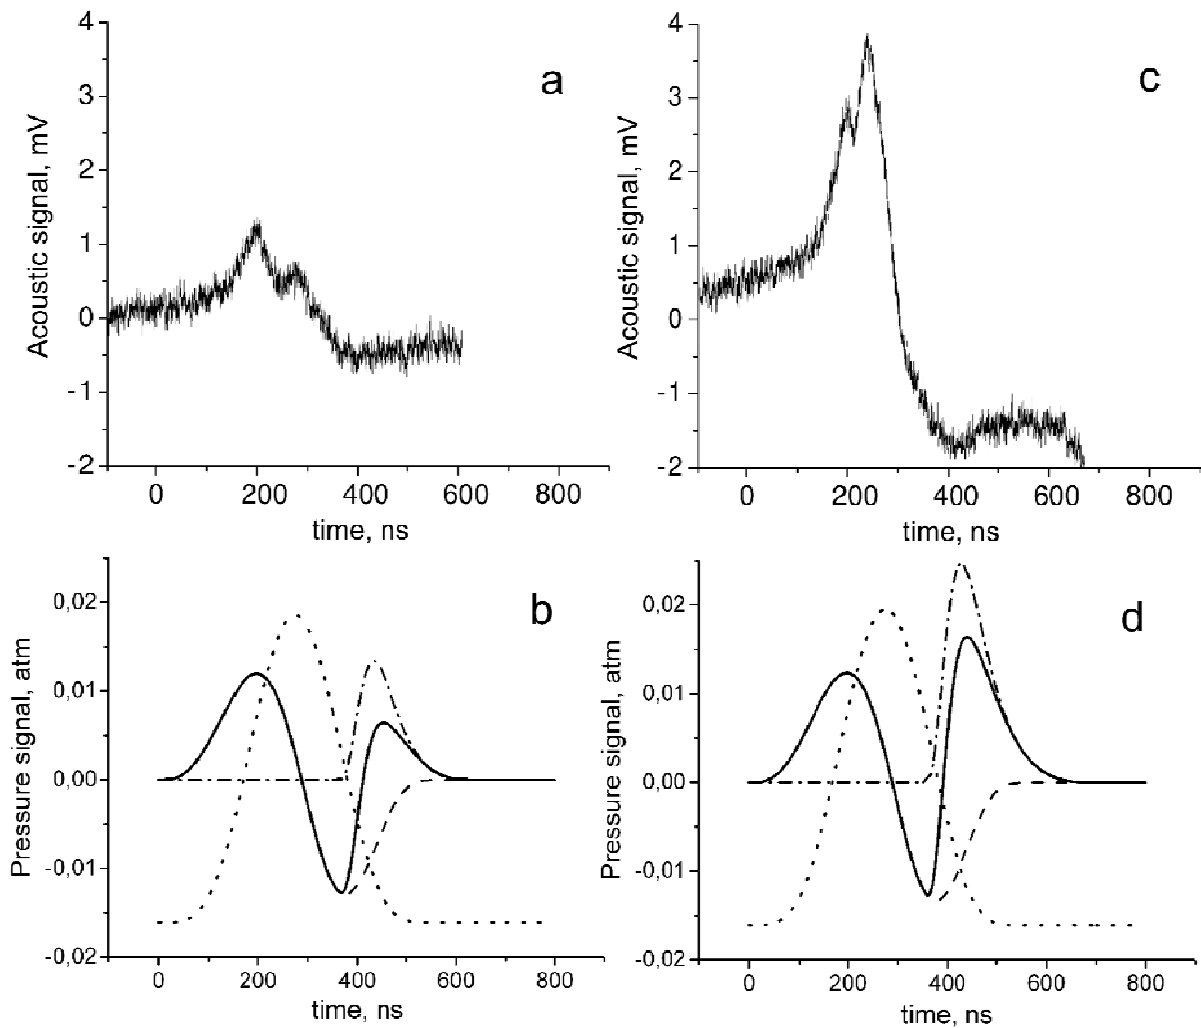 a
Acoustic signal, mV
4
3
2
1
0
-1
-2
0 200 400 600 800
time, ns
c
Acoustic signal, mV
4
3
2
1
0
-1
-2
0 200 400 600 800
time, ns
b
Pressure signal, atm
0,02
0,01
0,00
-0,01
-0,02
0 200 400 600 800
time, ns
d
Pressure signal, atm
0,02
0,01
0,00
-0,01
-0,02
0 200 400 600 800
time, ns